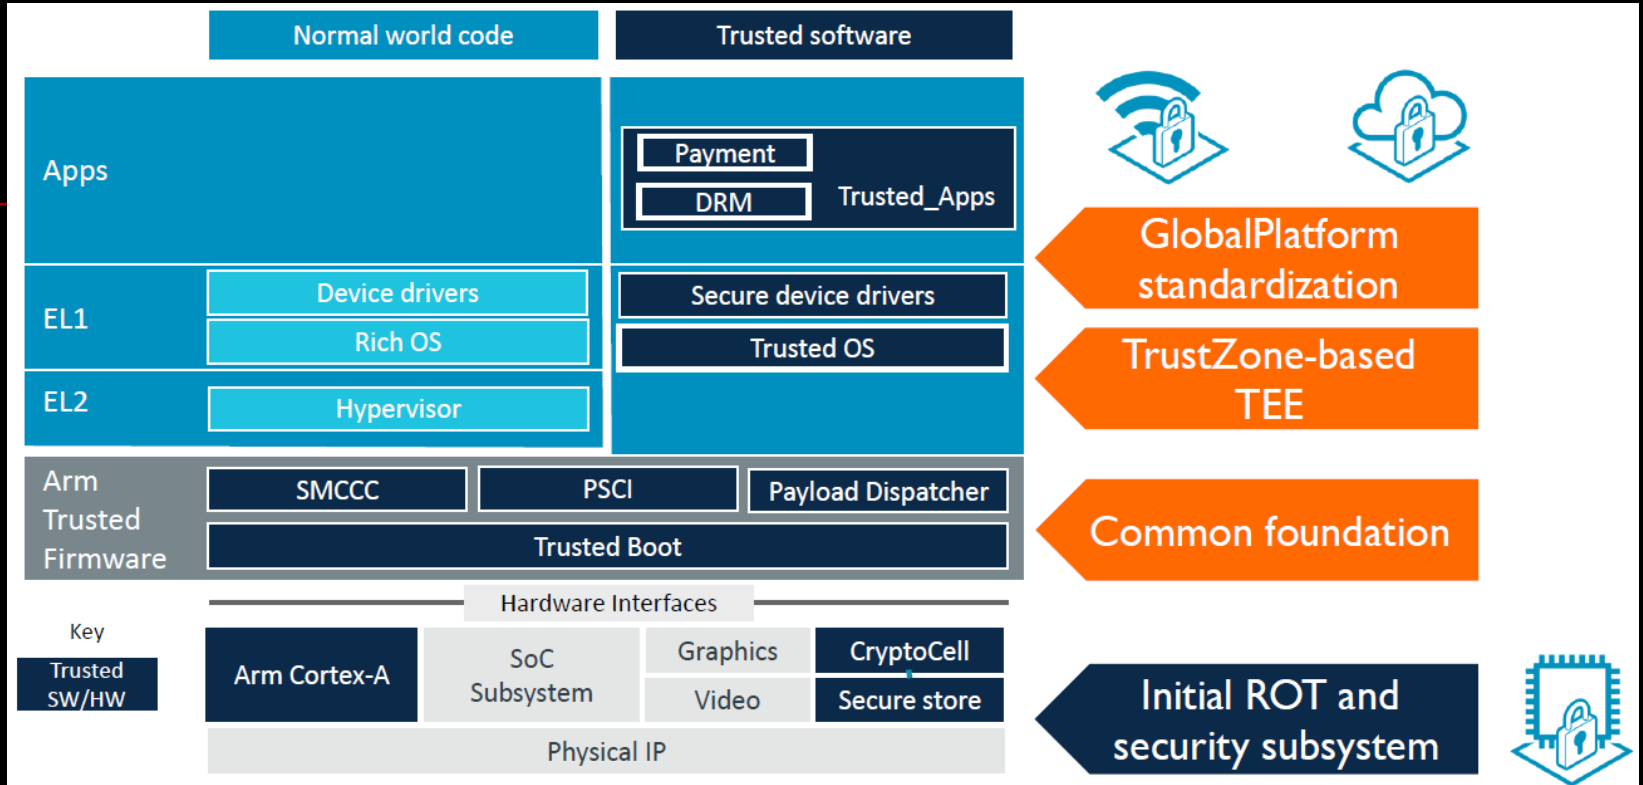 Normal world code
Trusted software
Apps
Payment
DRM
Trusted_Apps
GlobalPlatform
standardization
EL1
Device drivers
Rich OS
Secure device drivers
Trusted OS
TrustZone-based
TEE
EL2
Hypervisor
Arm
Trusted
Firmware
SMCCC
PSCI
Payload Dispatcher
Trusted Boot
Common foundation
Hardware Interfaces
Key
Trusted
SW/HW
Arm Cortex-A
SoC
Subsystem
Graphics
Video
CryptoCell
Secure store
Physical IP
Initial ROT and
security subsystem